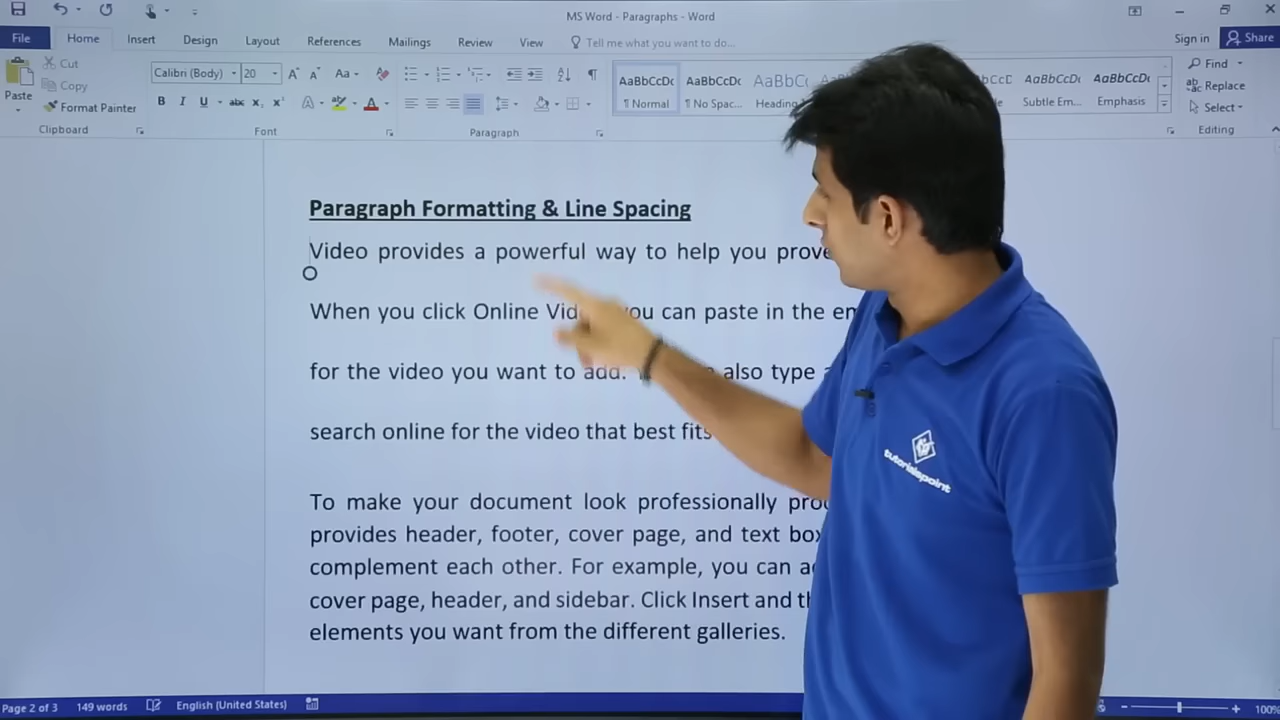 MS Word - Paragraphs - Word
File Home Insert Design Layout References Mailings Review View Tell me what you want to do... Sign in Share
Cut
Copy
Paste
Format Painter
Calibri (Body) 20
Aa
B I U abc
AaBbCcDc AaBbCcDc AaBbCc AaBbCcDc AaBbCcDc
¶ Normal ¶ No Spac... Heading Subtle Em... Emphasis
Find
Replace
Select
Clipboard Font Paragraph Editing
Paragraph Formatting & Line Spacing
Video provides a powerful way to help you prove
When you click Online you can paste in the
for the video you want to add. also type
search online for the video that best fits
To make your document look professionally
provides header, footer, cover page, and text
complement each other. For example, you can
cover page, header, and sidebar. Click Insert and
elements you want from the different galleries.
tutorialspoint
Page 2 of 3 149 words English (United States) 100%